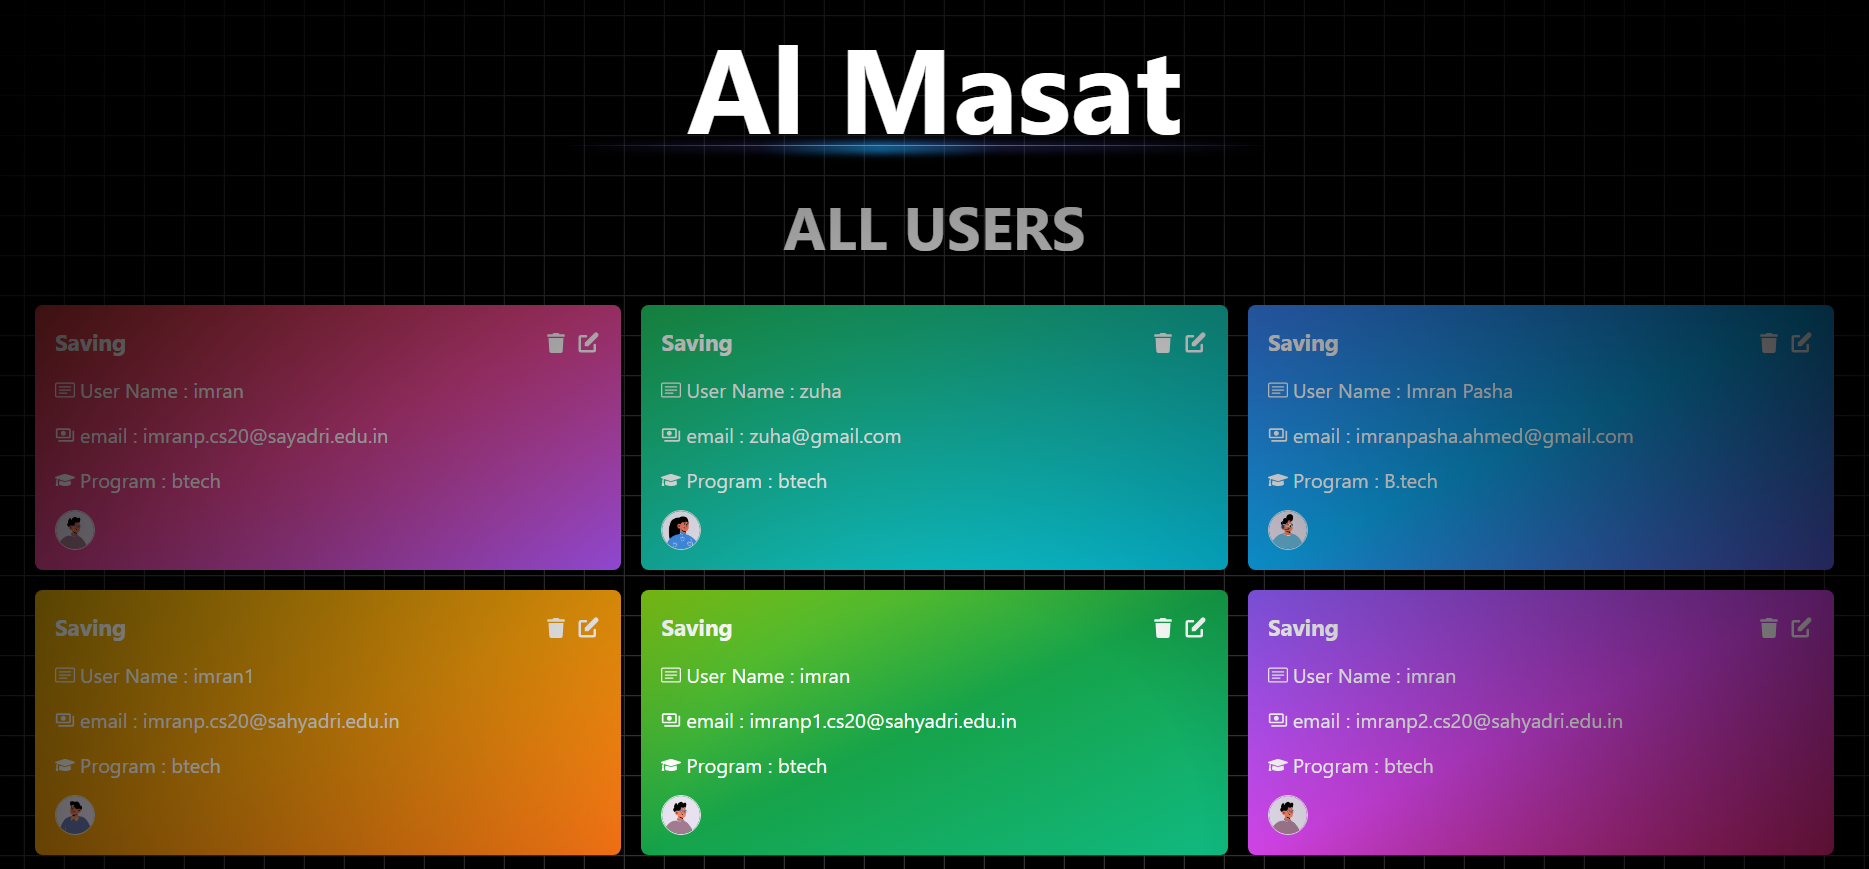 Al Masat
ALL USERS
Saving
User Name : imran
email : imranp.cs20@sayadri.edu.in
Program : btech
Saving
User Name : zuha
email : zuha@gmail.com
Program : btech
Saving
User Name : Imran Pasha
email : imranpasha.ahmed@gmail.com
Program : B.tech
Saving
User Name : imran1
email : imranp.cs20@sahyadri.edu.in
Program : btech
Saving
User Name : imran
email : imranp1.cs20@sahyadri.edu.in
Program : btech
Saving
User Name : imran
email : imranp2.cs20@sahyadri.edu.in
Program : btech